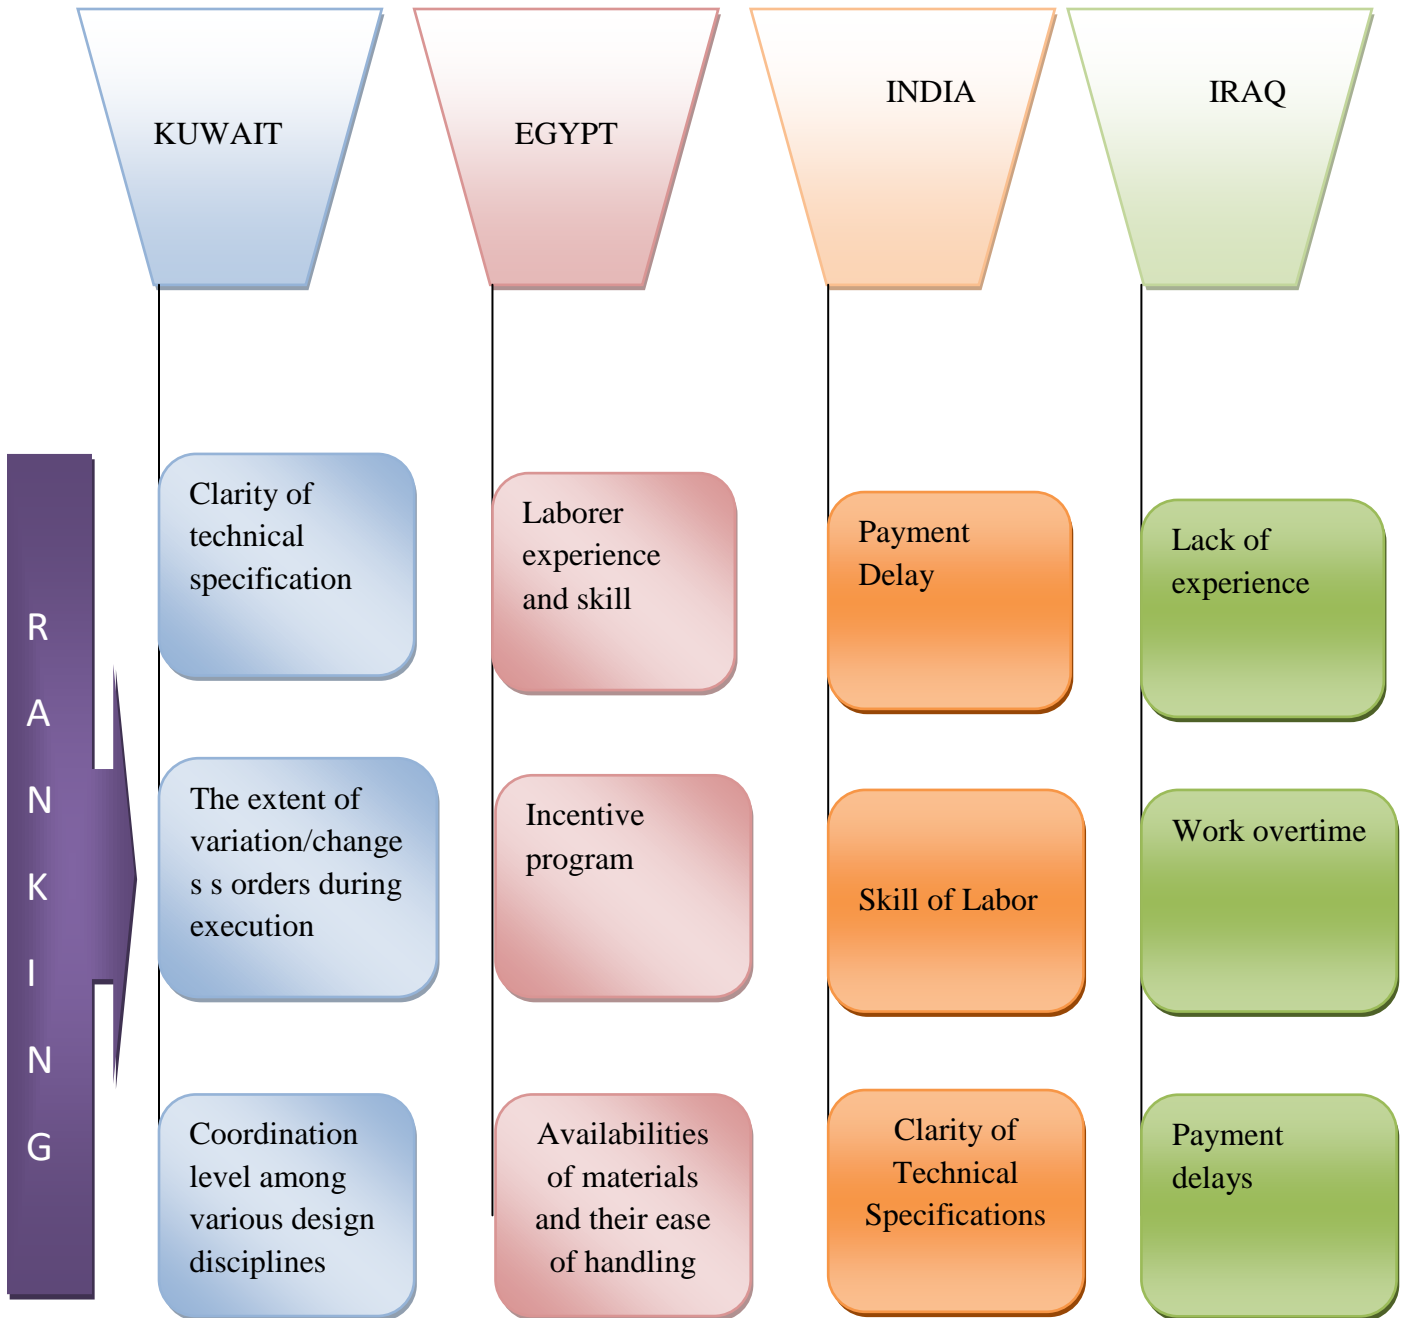 KUWAIT
EGYPT
INDIA
IRAQ
R
A
N
K
I
N
G
Clarity of
technical
specification
Laborer
experience
and skill
Payment
Delay
Lack of
experience
The extent of
variation/change
s s orders during
execution
Incentive
program
Skill of Labor
Work overtime
Coordination
level among
various design
disciplines
Availabilities
of materials
and their ease
of handling
Clarity of
Technical
Specifications
Payment
delays